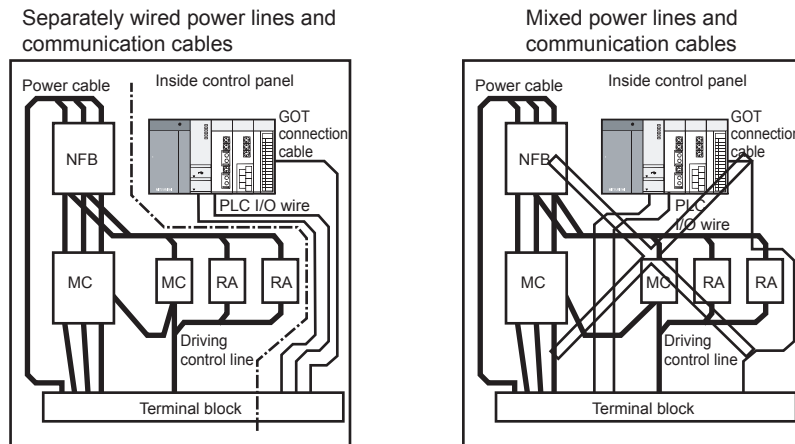 Separately wired power lines and
communication cables
Power cable
Inside control panel
GOT
connection
cable
NFB
PLC I/O wire
MC
MC
RA
RA
Driving
control line
Terminal block
Mixed power lines and
communication cables
Power cable
Inside control panel
GOT
connection
cable
NFB
PLC
I/O wire
MC
MC
RA
RA
Driving
control line
Terminal block